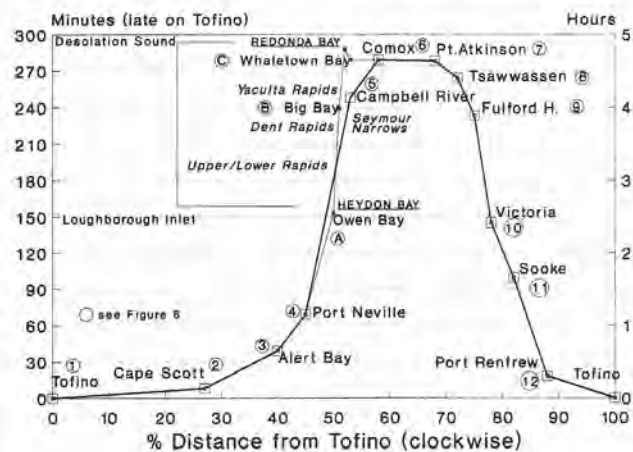 Minutes (late on Tofino)
Hours
300
270
240
210
180
150
120
90
60
30
0
5
4
3
2
1
0
Desolation Sound
REDONDA BAY
C Whaletown Bay
Comox 6
Pt.Atkinson 7
Yaculta Rapids
5
Tsawwassen 8
B Big Bay
Campbell River
Fulford H. 9
Dent Rapids
Seymour
Narrows
Upper/Lower Rapids
HEYDON BAY
Loughborough Inlet
Owen Bay
A
Victoria
10
Sooke
11
see Figure 6
4 Port Neville
3
Alert Bay
1
Tofino
2
Cape Scott
Port Renfrew
12
Tofino
0 10 20 30 40 50 60 70 80 90 100
% Distance from Tofino (clockwise)